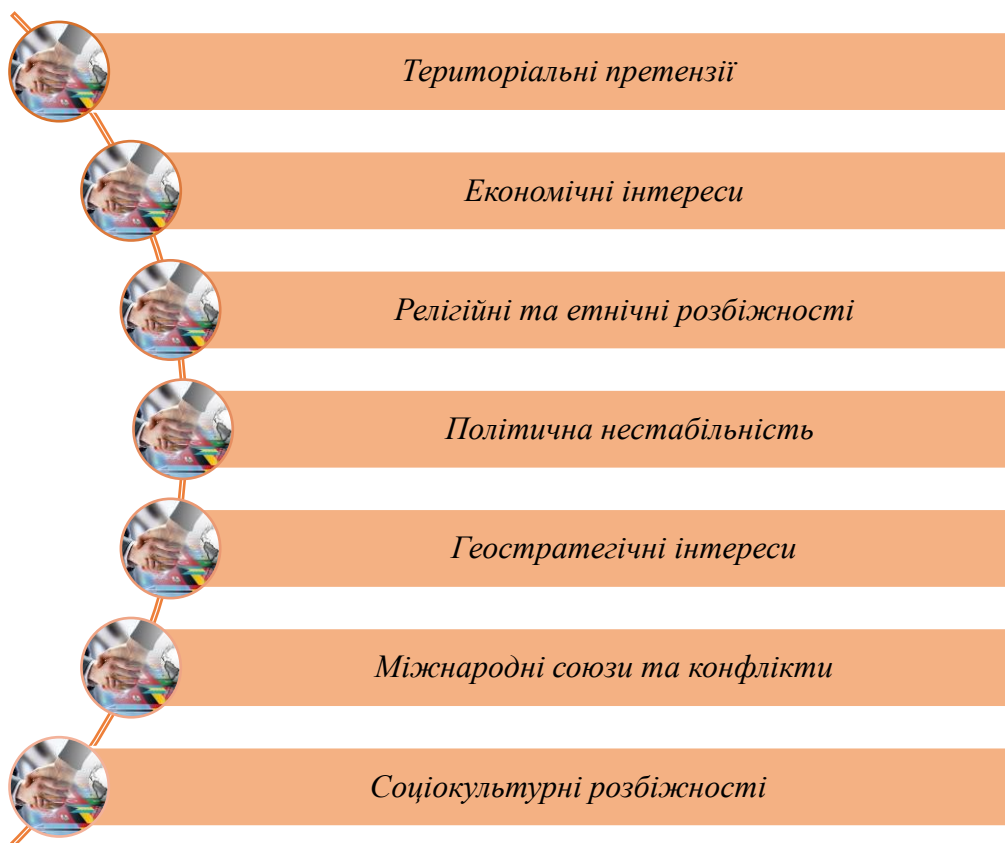 Територіальні претензії
Економічні інтереси
Релігійні та етнічні розбіжності
Політична нестабільність
Геостратегічні інтереси
Міжнародні союзи та конфлікти
Соціокультурні розбіжності